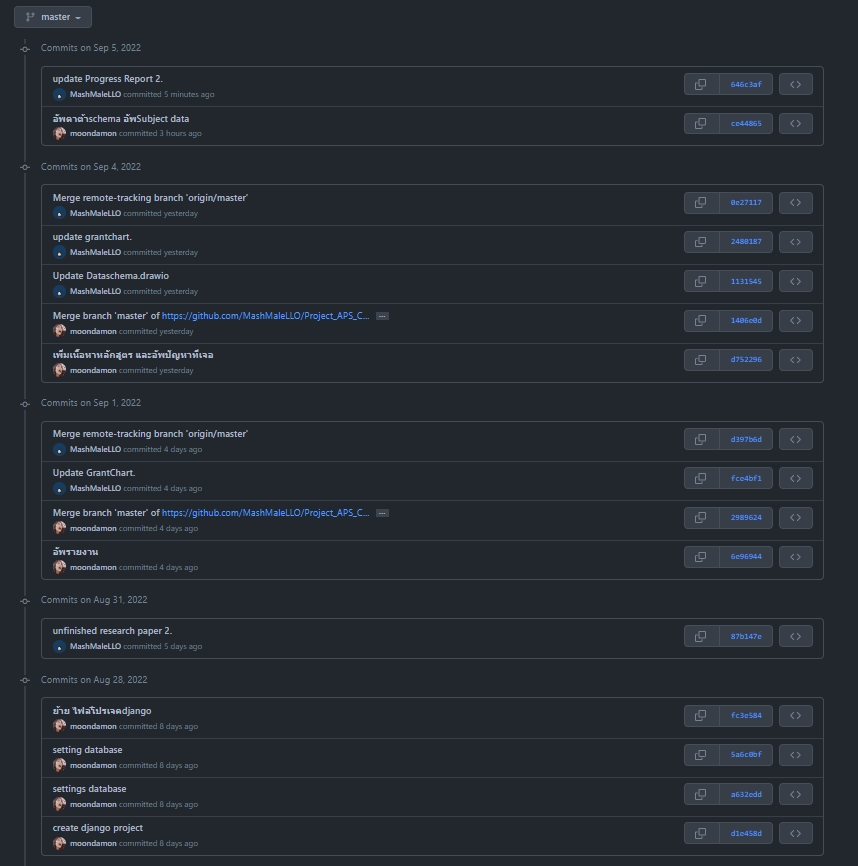 master
Commits on Sep 5, 2022
update Progress Report 2.
646c3af
MashMaleLLO committed 5 minutes ago
อัพดาต้าschema อัพSubject data
ce44865
moondamon committed 3 hours ago
Commits on Sep 4, 2022
Merge remote-tracking branch 'origin/master'
0e27117
MashMaleLLO committed yesterday
update grantchart.
2480187
MashMaleLLO committed yesterday
Update Dataschema.drawio
1131545
MashMaleLLO committed yesterday
Merge branch 'master' of https://github.com/MashMaleLLO/Project_APS_C... …
1406e0d
moondamon committed yesterday
เพิ่มเนื้อหาหลักสูตร และอัพปัญหาที่เจอ
d752296
moondamon committed yesterday
Commits on Sep 1, 2022
Merge remote-tracking branch 'origin/master'
d397b6d
MashMaleLLO committed 4 days ago
Update GrantChart.
fce4bf1
MashMaleLLO committed 4 days ago
Merge branch 'master' of https://github.com/MashMaleLLO/Project_APS_C... …
2989624
moondamon committed 4 days ago
อัพรายงาน
6e96944
moondamon committed 4 days ago
Commits on Aug 31, 2022
unfinished research paper 2.
87b147e
MashMaleLLO committed 5 days ago
Commits on Aug 28, 2022
ย้าย ไฟล์โปรเจคdjango
fc3e584
moondamon committed 8 days ago
setting database
5a6c0bf
moondamon committed 8 days ago
settings database
a632edd
moondamon committed 8 days ago
create django project
d1e458d
moondamon committed 8 days ago